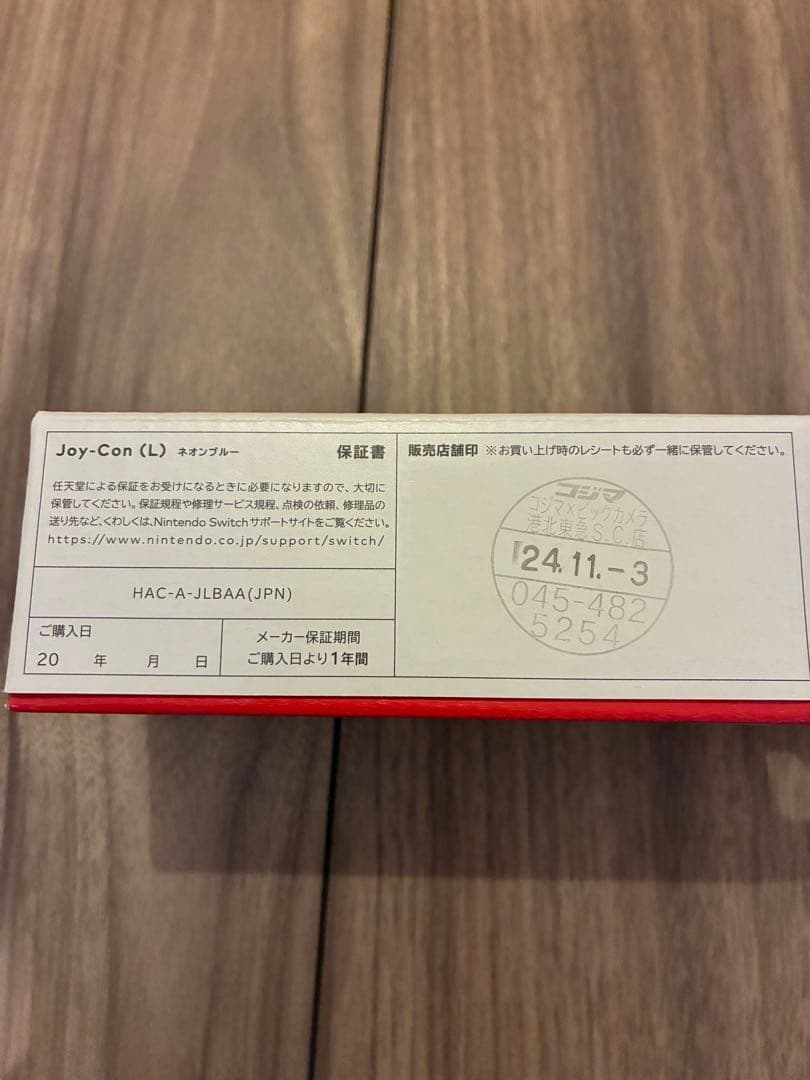 Joy-Con (L) ネオンブルー 保証書
任天堂による保証をお受けになるときに必要になりますので、大切に
保管してください。保証規程や修理サービス規程、点検の依頼、修理品の
送り先など、くわしくは、Nintendo Switchサポートサイトをご覧ください。
https://www.nintendo.co.jp/support/switch/
HAC-A-JLBAA(JPN)
ご購入日
20 年 月 日
メーカー保証期間
ご購入日より1年間
販売店舗印 ※お買い上げ時のレシートも必ず一緒に保管してください。
コジマ
コジマ×ビックカメラ
港北東急S.C.店
'24.11.-3
045-482
5254